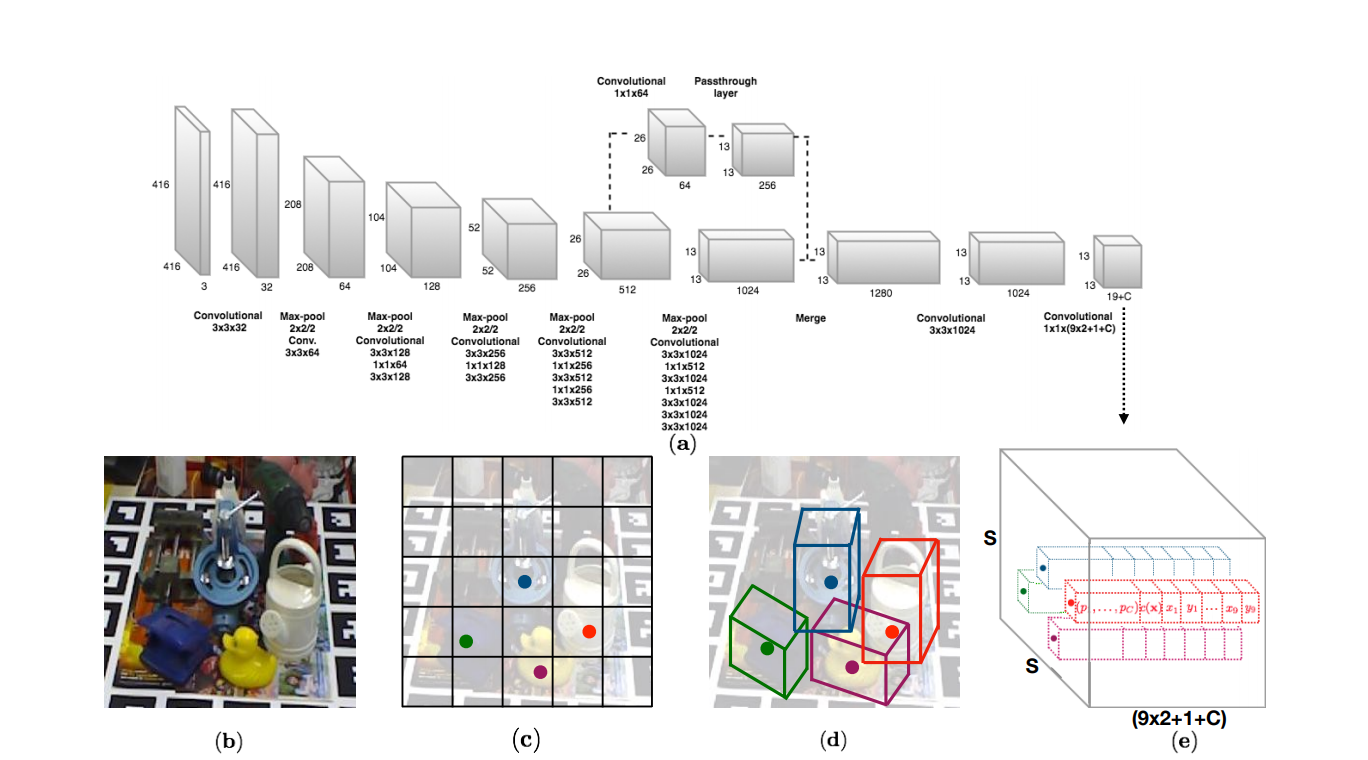 Convolutional
1x1x64
Passthrough
layer
26
26
64
13
13
256
416
416
3
416
416
32
208
208
64
104
104
128
52
52
256
26
26
512
13
13
1024
13
13
1280
13
13
1024
13
13
19+C
Convolutional
3x3x32
Max-pool
2x2/2
Conv.
3x3x64
Max-pool
2x2/2
Convolutional
3x3x128
1x1x64
3x3x128
Max-pool
2x2/2
Convolutional
3x3x256
1x1x128
3x3x256
Max-pool
2x2/2
Convolutional
3x3x512
1x1x256
3x3x512
1x1x256
3x3x512
Max-pool
2x2/2
Convolutional
3x3x1024
1x1x512
3x3x1024
1x1x512
3x3x1024
3x3x1024
3x3x1024
Merge
Convolutional
3x3x1024
Convolutional
1x1x(9x2+1+C)
(a)
S
S
(p , . . . , p_C) c(x) x₁ y₁ ... x₉ y₉
(9x2+1+C)
(b)
(c)
(d)
(e)